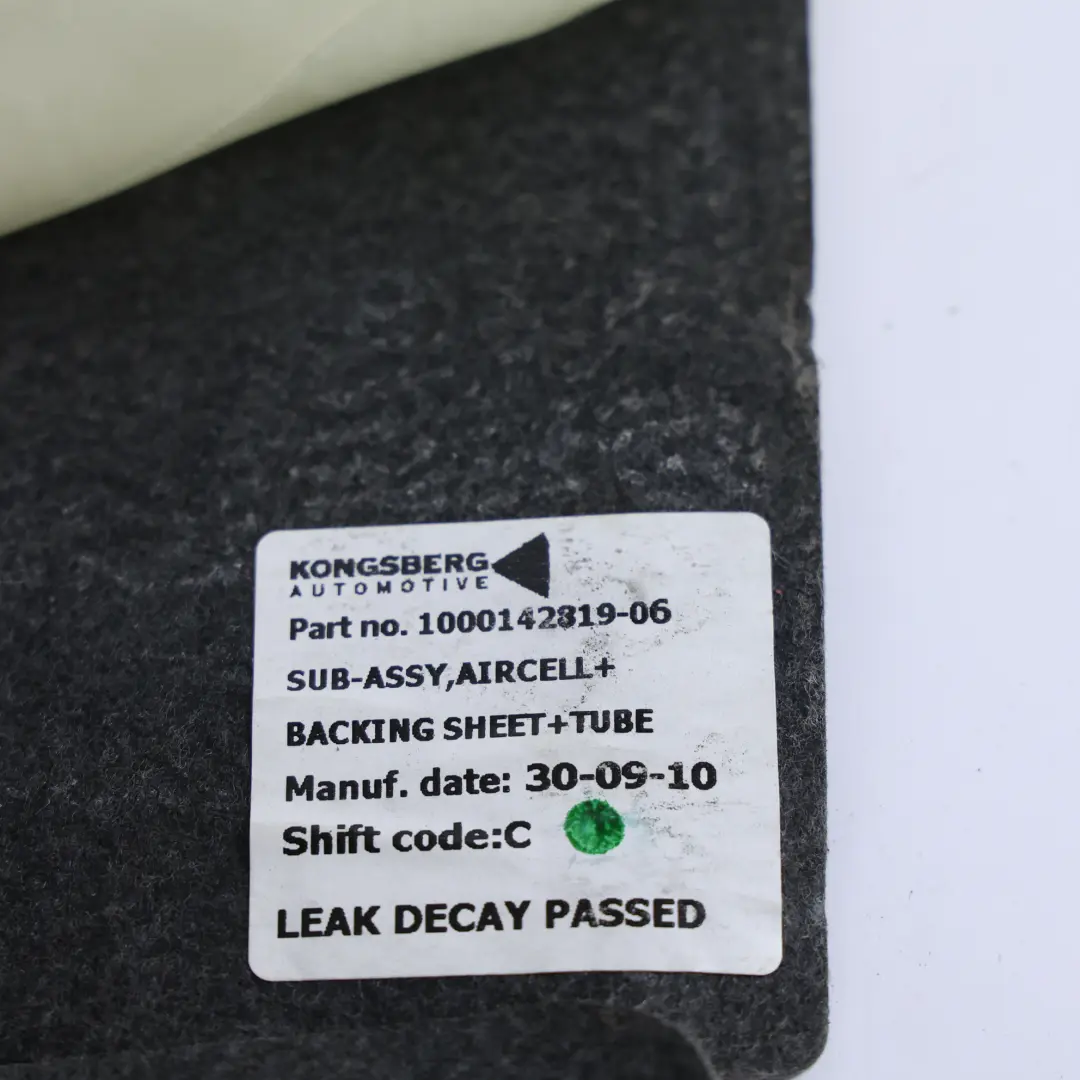 KONGSBERG
AUTOMOTIVE
Part no. 1000142819-06
SUB-ASSY,AIRCELL+
BACKING SHEET+TUBE
Manuf. date: 30-09-10
Shift code:C
LEAK DECAY PASSED